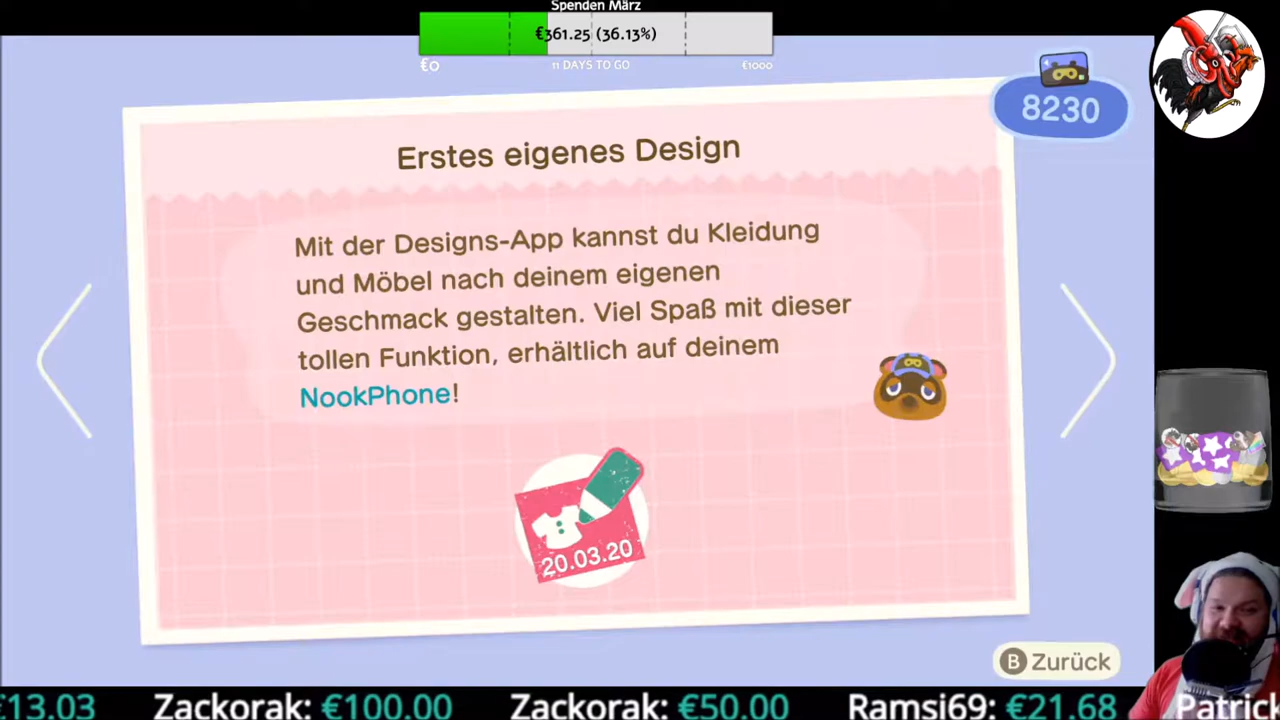 Spenden März
€361.25 (36.13%)
€0 11 DAYS TO GO €1000
8230
Erstes eigenes Design
Mit der Designs-App kannst du Kleidung
und Möbel nach deinem eigenen
Geschmack gestalten. Viel Spaß mit dieser
tollen Funktion, erhältlich auf deinem
NookPhone!
20.03.20
B Zurück
€13.03 Zackorak: €100.00 Zackorak: €50.00 Ramsi69: €21.68 Patrick